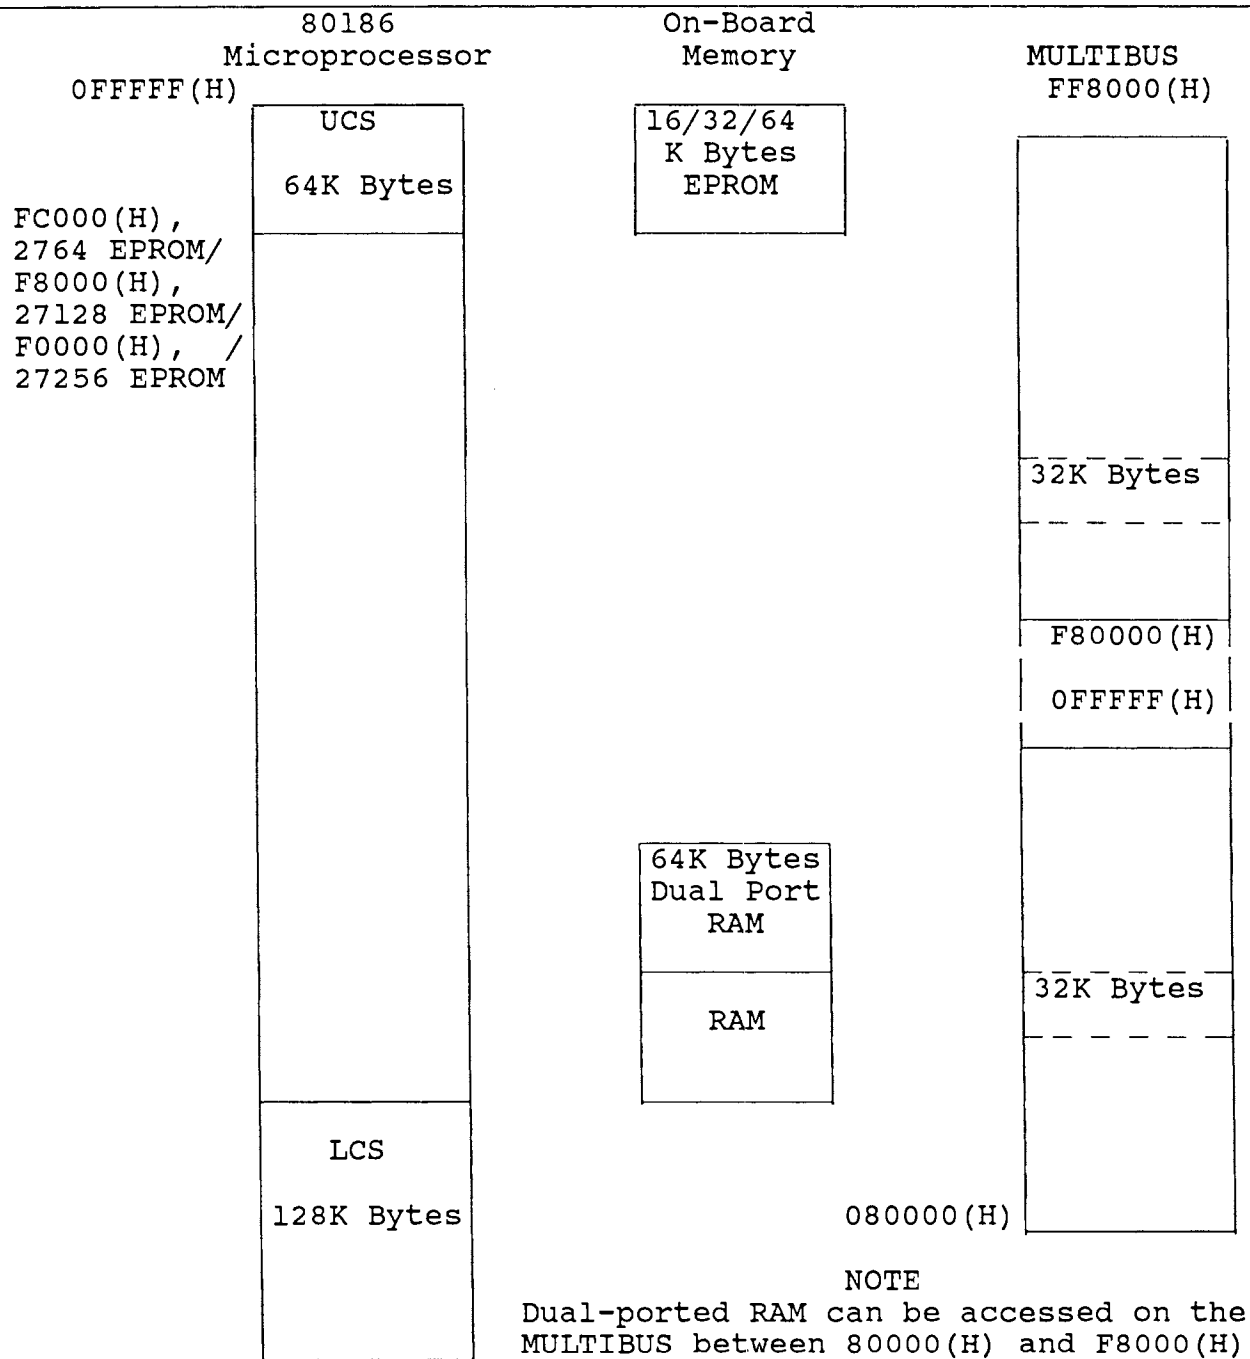 80186
Microprocessor
On-Board
Memory
MULTIBUS
0FFFFF(H)
FF8000(H)
UCS
64K Bytes
16/32/64
K Bytes
EPROM
FC000(H),
2764 EPROM/
F8000(H),
27128 EPROM/
F0000(H), /
27256 EPROM
32K Bytes
F80000(H)
0FFFFF(H)
64K Bytes
Dual Port
RAM
RAM
32K Bytes
LCS
128K Bytes
080000(H)
NOTE
Dual-ported RAM can be accessed on the
MULTIBUS between 80000(H) and F8000(H)